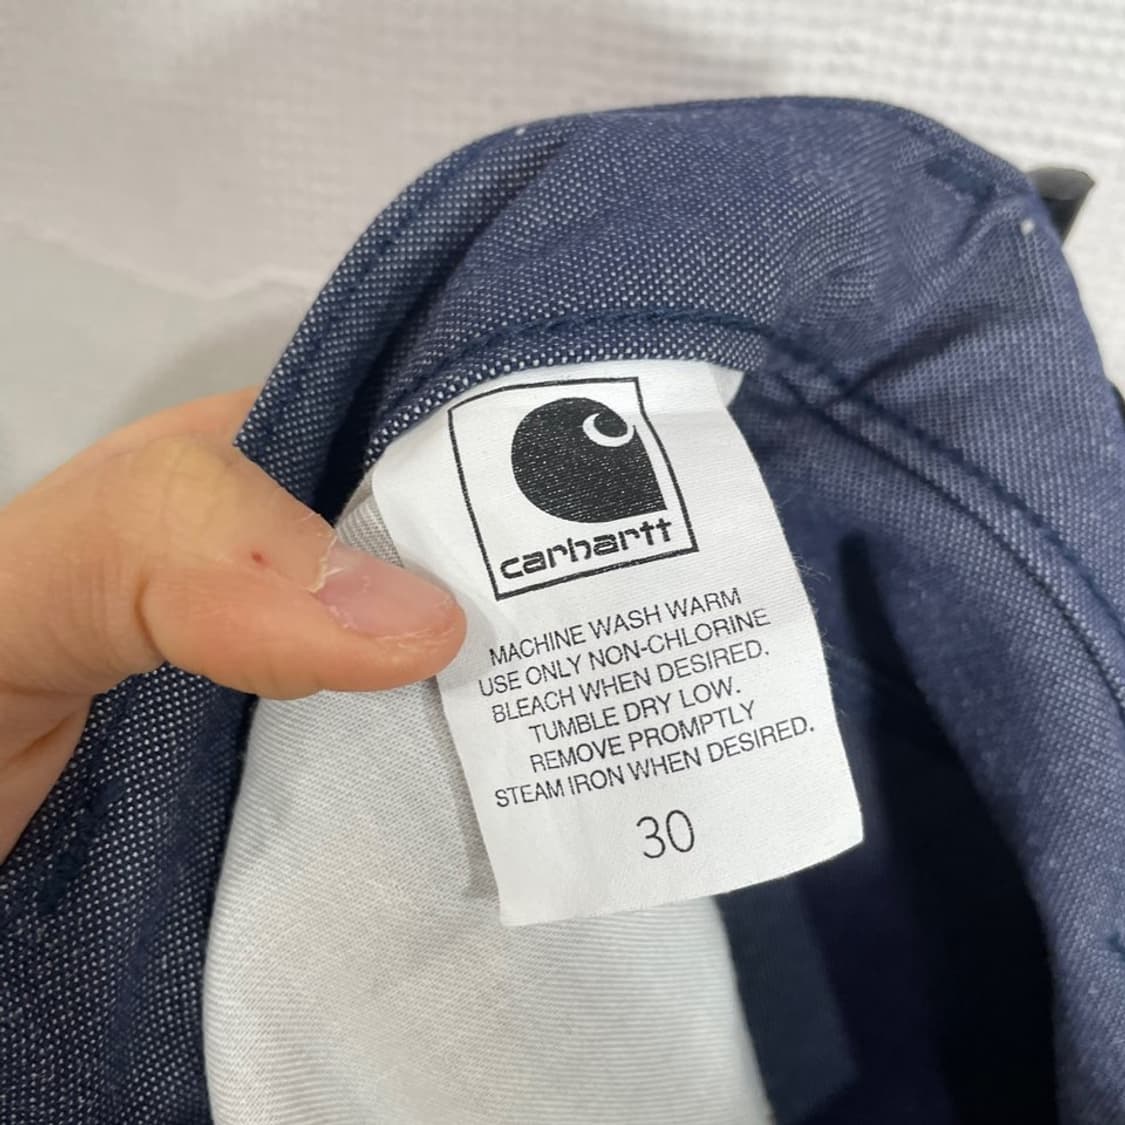 carhartt
MACHINE WASH WARM
USE ONLY NON-CHLORINE
BLEACH WHEN DESIRED.
TUMBLE DRY LOW.
REMOVE PROMPTLY
STEAM IRON WHEN DESIRED.
30